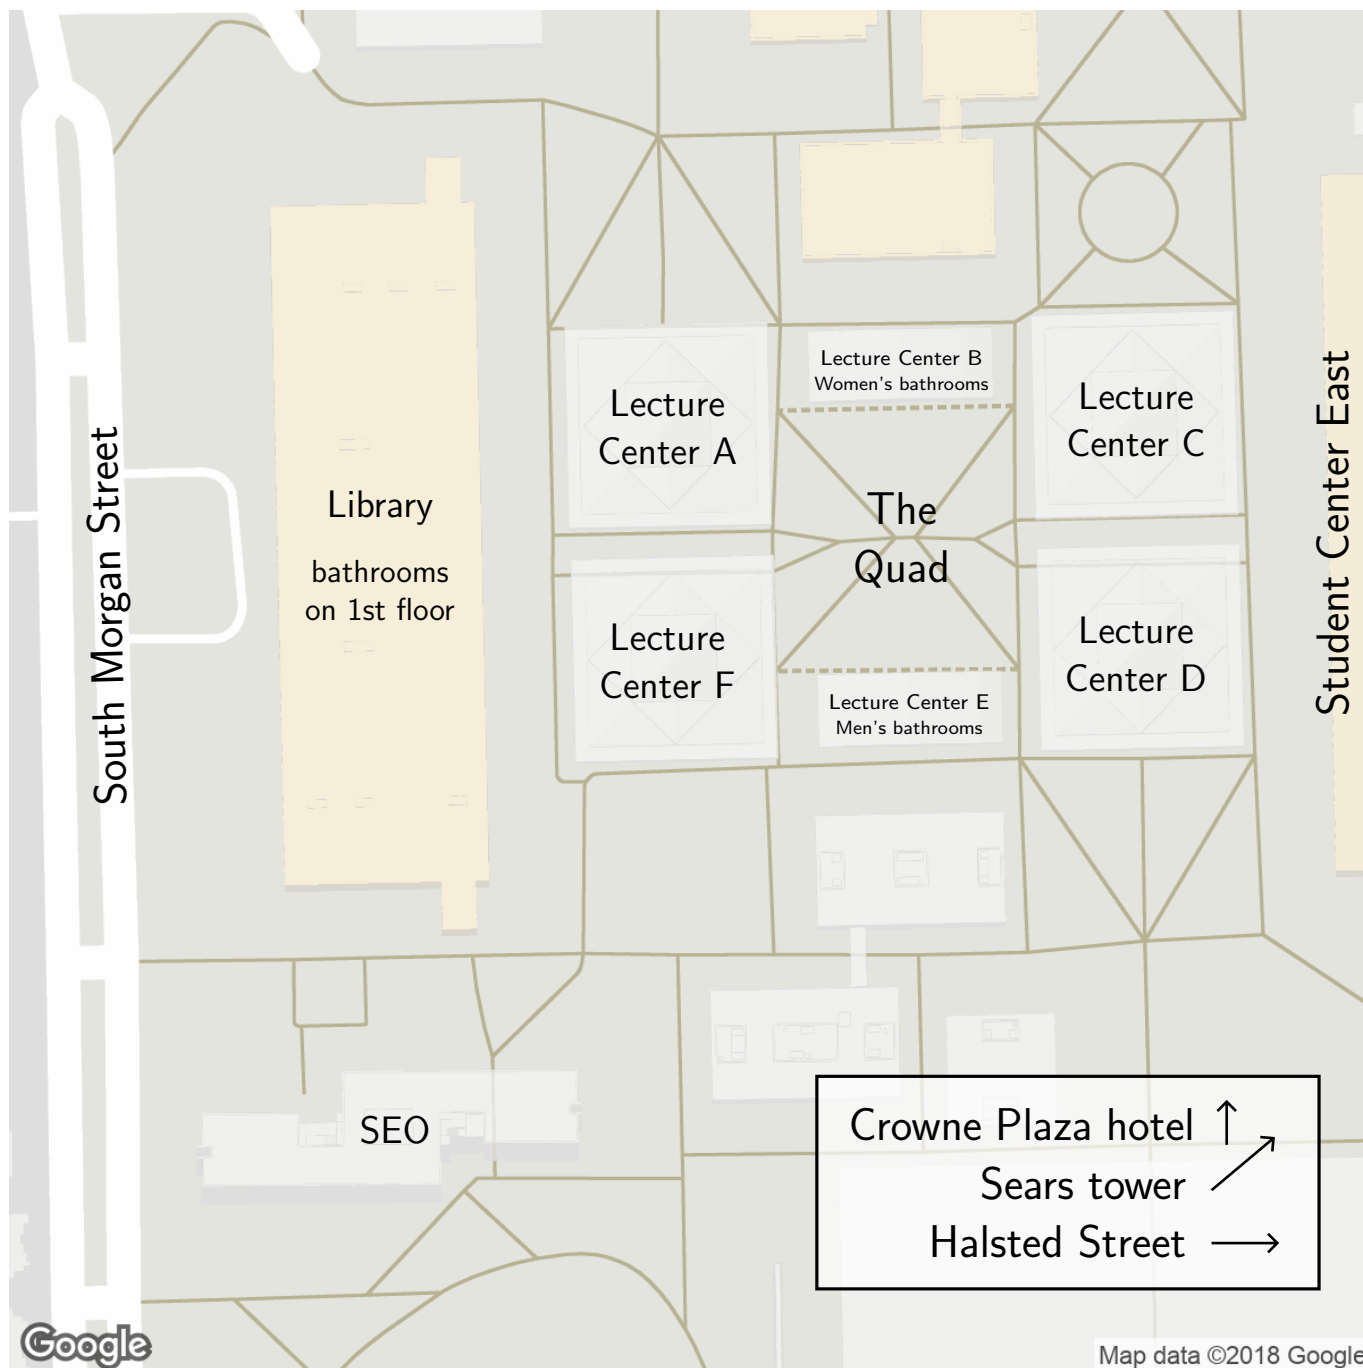 Lecture Center B
Women's bathrooms
Lecture
Center A
Lecture
Center C
South Morgan Street
Library
bathrooms
on 1st floor
The
Quad
Student Center East
Lecture
Center F
Lecture
Center D
Lecture Center E
Men's bathrooms
SEO
Crowne Plaza hotel ↑
Sears tower ↗
Halsted Street →
Google
Map data ©2018 Google